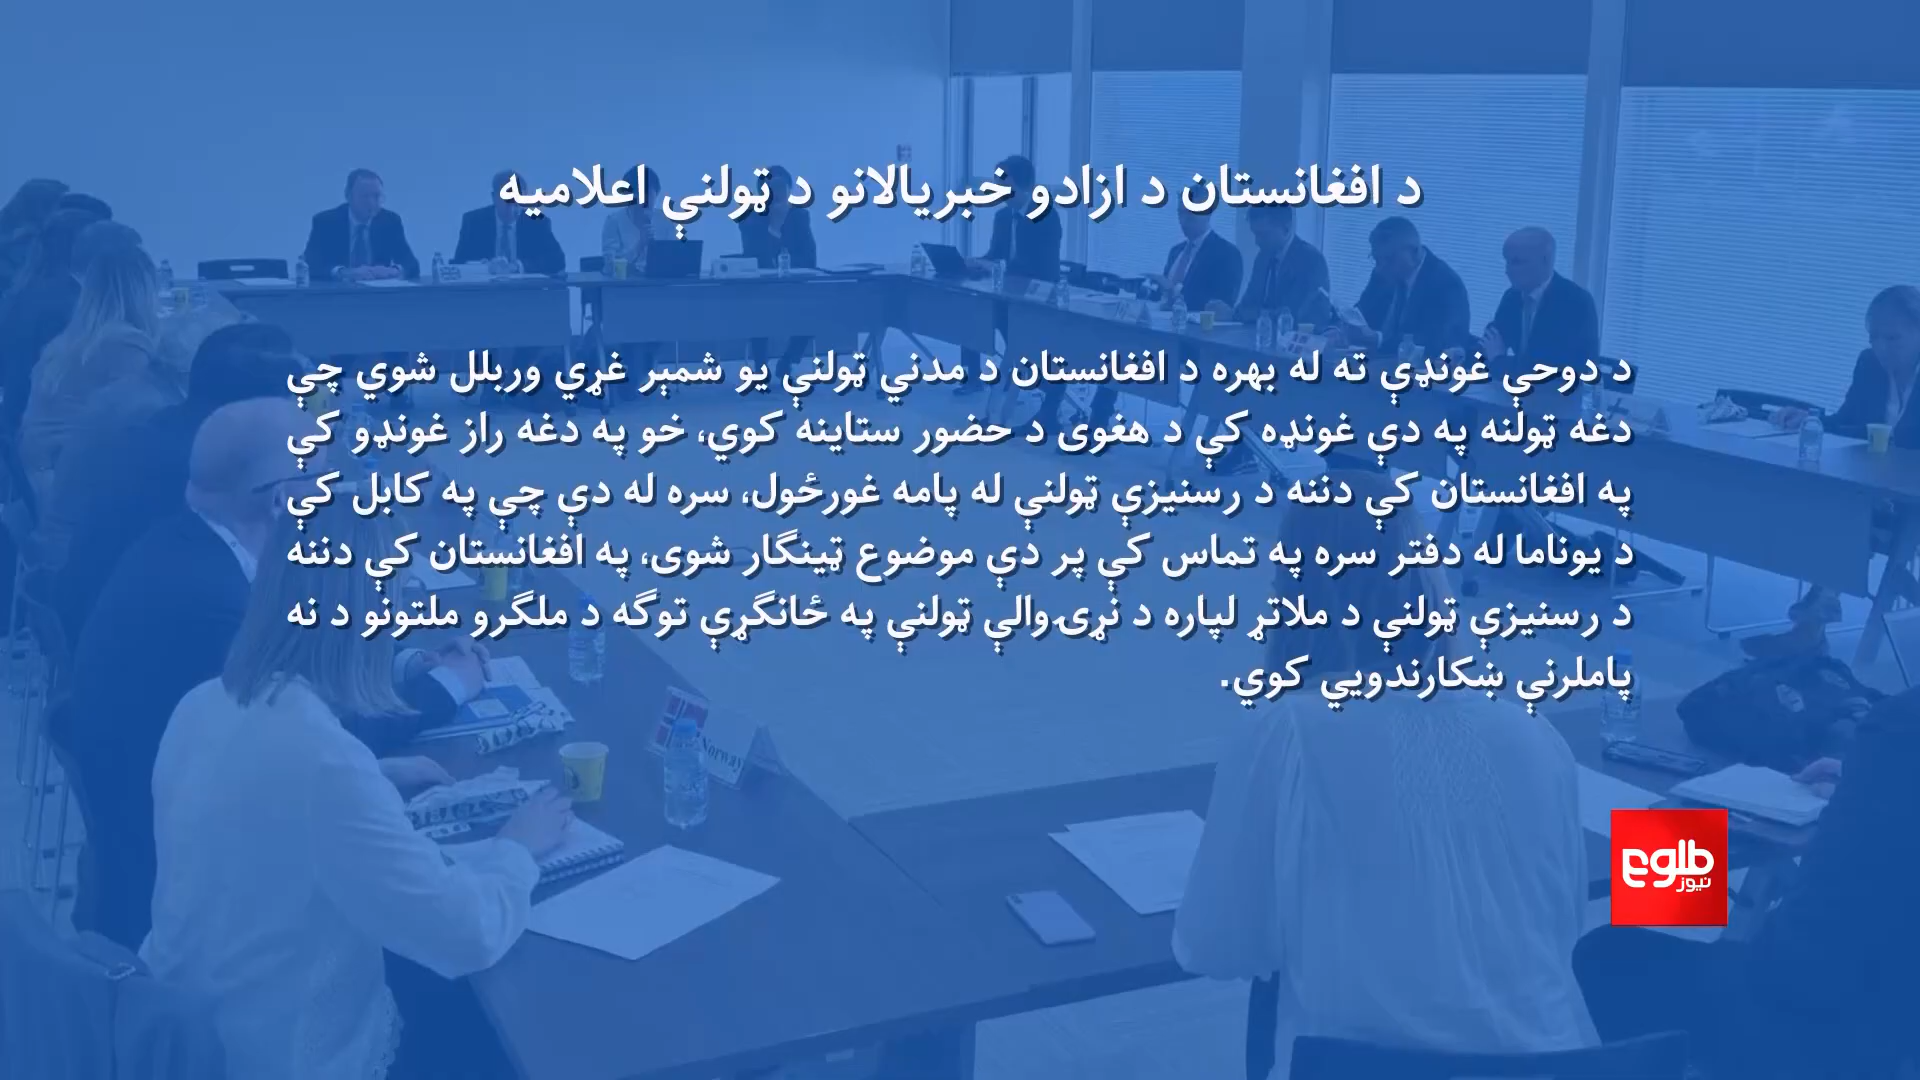 د افغانستان د ازادو خبریالانو د ټولنې اعلامیه
د دوحې غونډې ته له بهره د افغانستان د مدني ټولنې یو شمېر غړي وربلل شوي چې
دغه ټولنه په دې غونډه کې د هغوی د حضور ستاینه کوي، خو په دغه راز غونډو کې
په افغانستان کې دننه د رسنیزې ټولنې له پامه غورځول، سره له دې چې په کابل کې
د یوناما له دفتر سره په تماس کې پر دې موضوع ټینګار شوی، په افغانستان کې دننه
د رسنیزې ټولنې د ملاتړ لپاره د نړۍوالې ټولنې په ځانګړې توګه د ملګرو ملتونو د نه
پاملرنې ښکارندويي کوي.
Norway
طلوع
نیوز